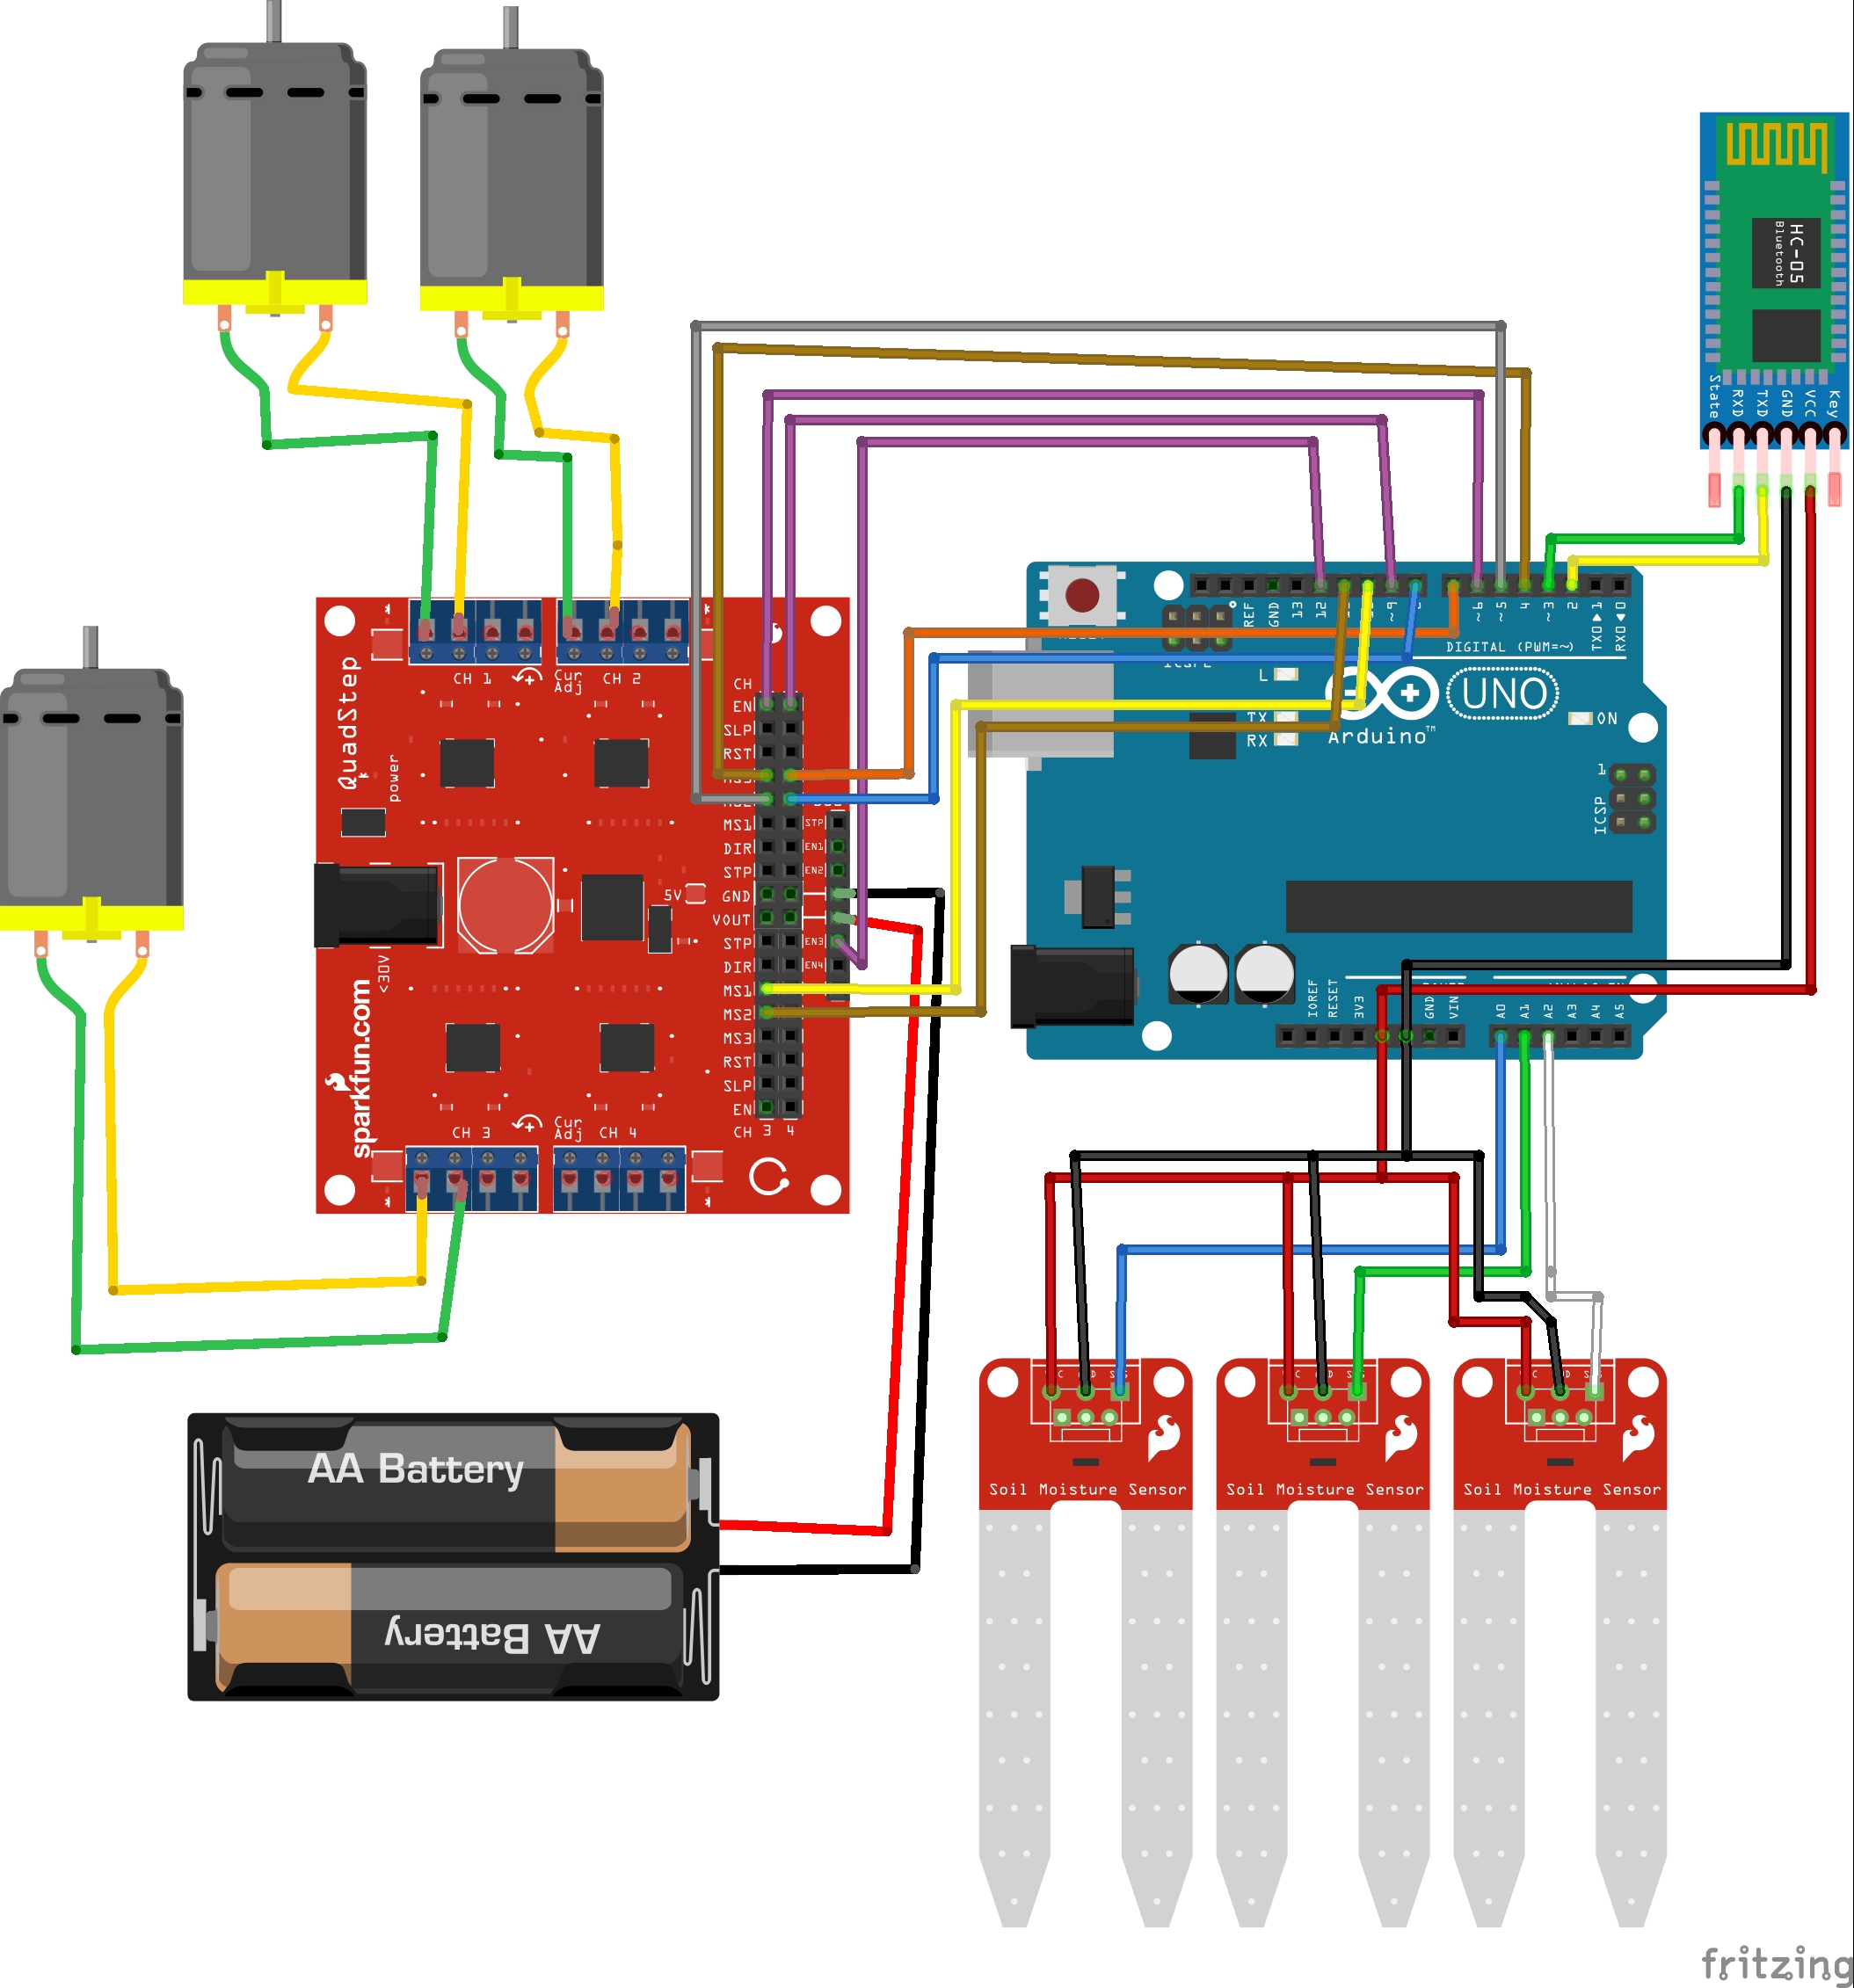 HC-05
Bluetooth
State
RXD
TXD
GND
VCC
Key
REF
GND
13
12
~9
~6
~5
4
~3
2
TXO 1
RXO 0
DIGITAL (PWM=~)
L
TX
RX
UNO
Arduino™
ON
1
ICSP
IOREF
RESET
3V3
GND
VIN
A0
A1
A2
A3
A4
A5
QuadStep
power
<30V
sparkfun.com
CH 1
Cur
Adj
CH 2
CH
EN
SLP
RST
MS1
DIR
STP
GND
VOUT
STP
DIR
MS1
MS2
MS3
RST
SLP
EN
CH 3 4
STP
EN1
EN2
EN3
EN4
5V
CH 3
Cur
Adj
CH 4
AA Battery
AA Battery
Soil Moisture Sensor
Soil Moisture Sensor
Soil Moisture Sensor
fritzing